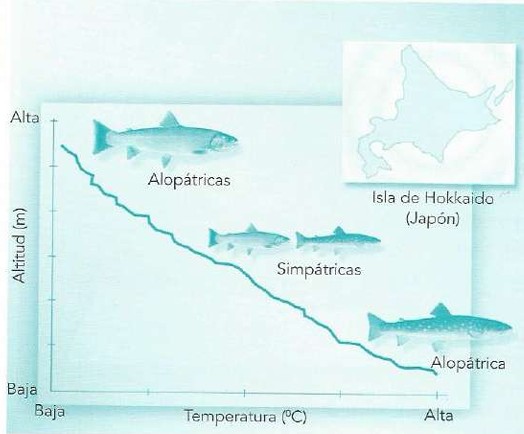 Alta
Alopátricas
Isla de Hokkaido
(Japón)
Altitud (m)
Simpátricas
Alopátrica
Baja
Baja
Temperatura (ºC)
Alta